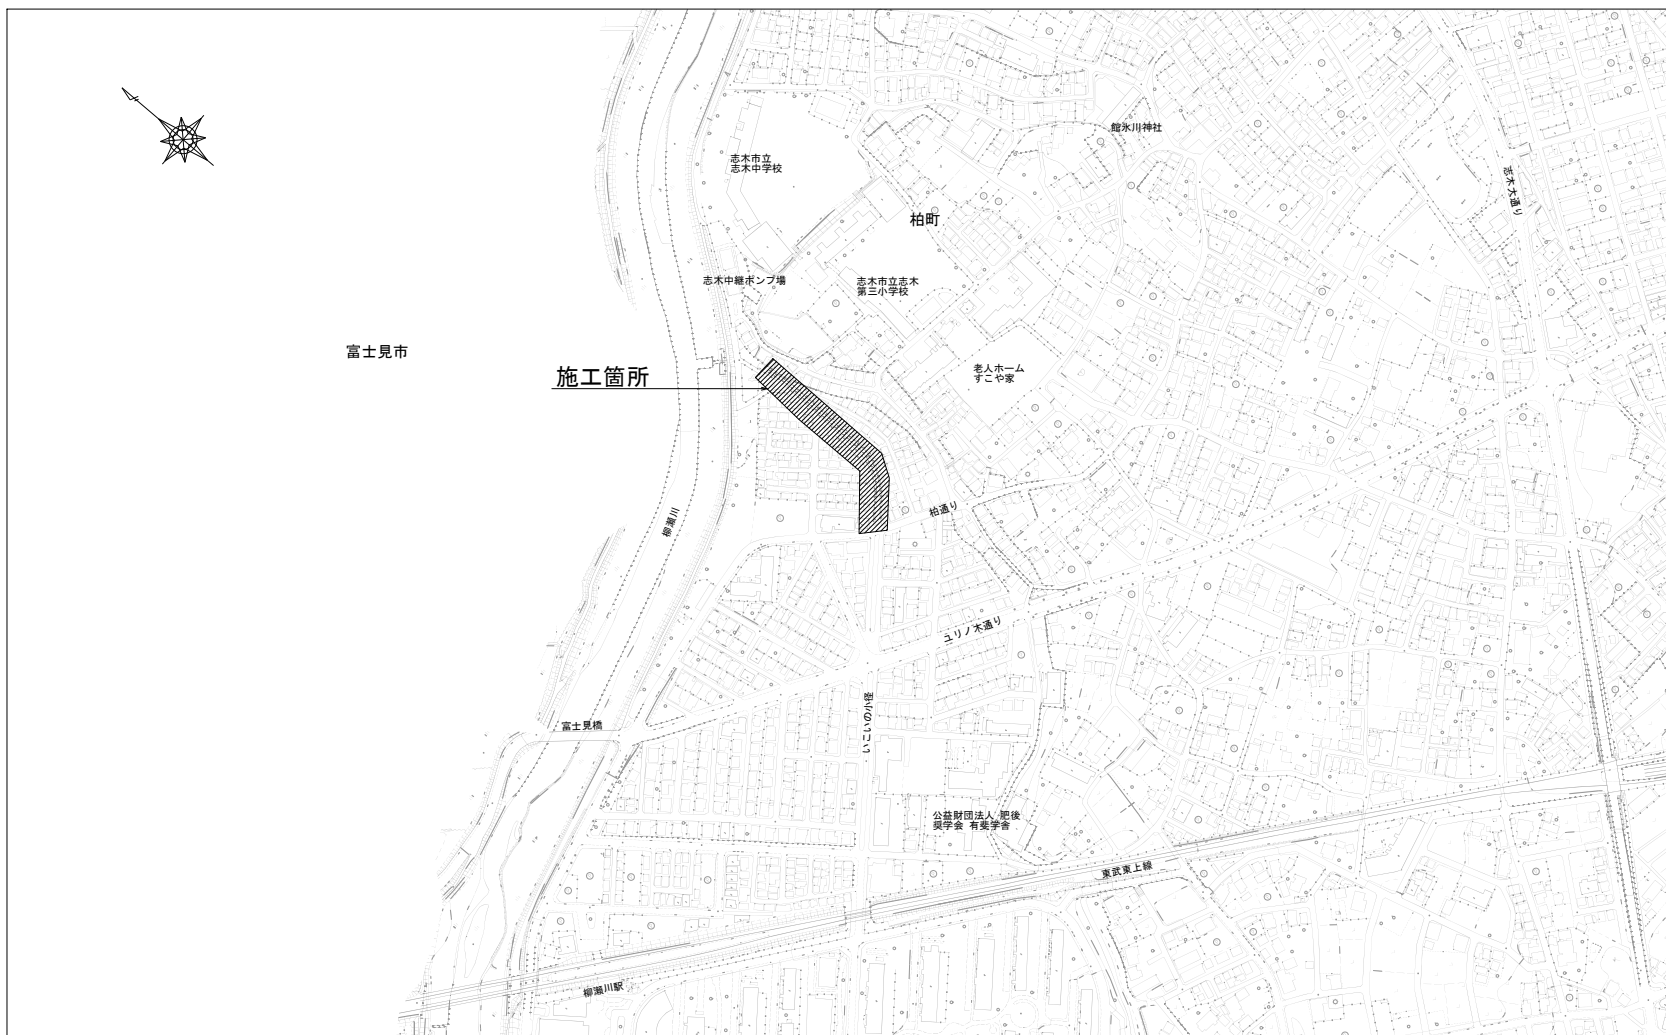 館氷川神社
志木市立
志木中学校
志木大通り
柏町
志木中継ポンプ場
志木市立志木
第三小学校
富士見市
施工箇所
老人ホーム
すこや家
柏通り
柳瀬川
ユリノ木通り
いこいの小径
富士見橋
公益財団法人 肥後
奨学会 有斐学舎
東武東上線
柳瀬川駅